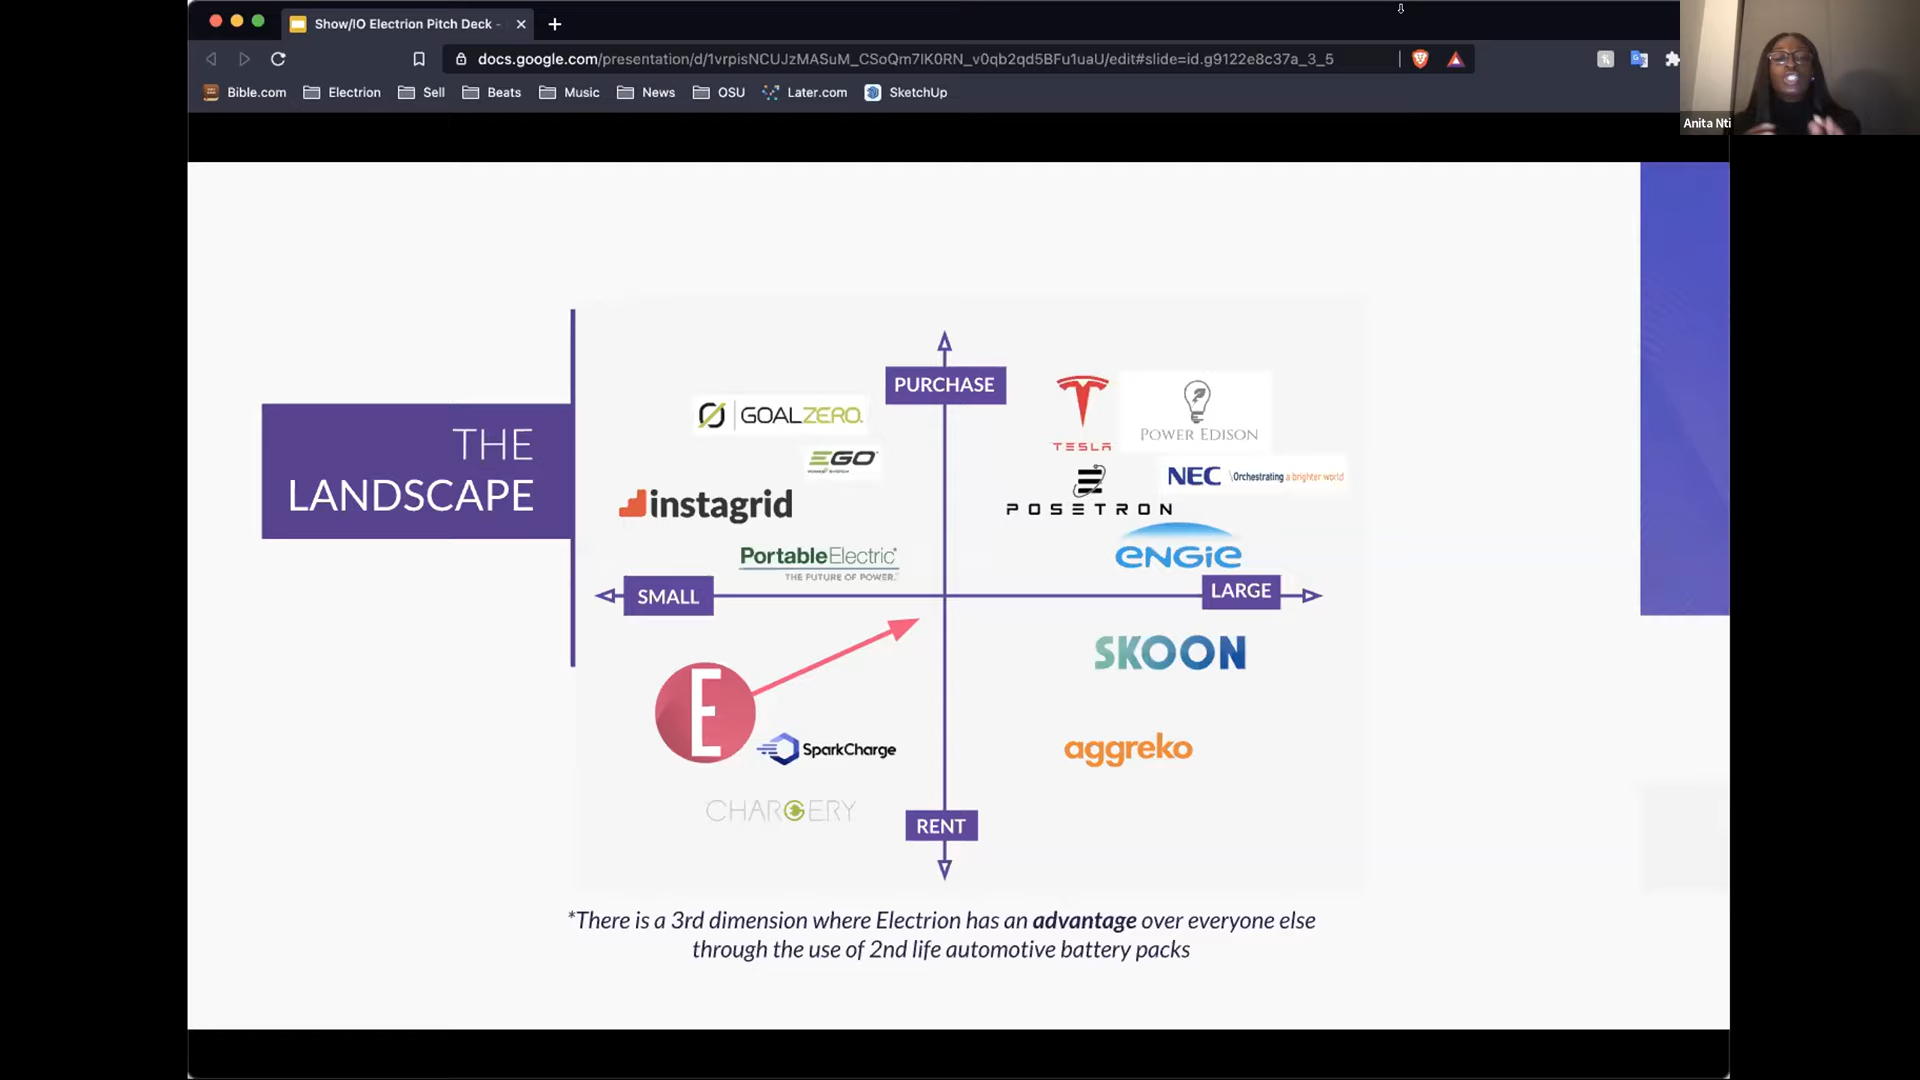 Show/IO Electrion Pitch Deck -
docs.google.com/presentation/d/1vrpisNCUJzMASuM_CSoQm7lK0RN_v0qb2qd5BFu1uaU/edit#slide=id.g9122e8c37a_3_5
Bible.com Electrion Sell Beats Music News OSU Later.com SketchUp
Anita Nti
THE
LANDSCAPE
PURCHASE
GOALZERO.
EGO
TESLA
POWER EDISON
instagrid
POSETRON
NEC \Orchestrating a brighter world
PortableElectric
THE FUTURE OF POWER.
ENGIE
SMALL
LARGE
SKOON
E
SparkCharge
aggreko
CHARGERY
RENT
*There is a 3rd dimension where Electrion has an advantage over everyone else
through the use of 2nd life automotive battery packs